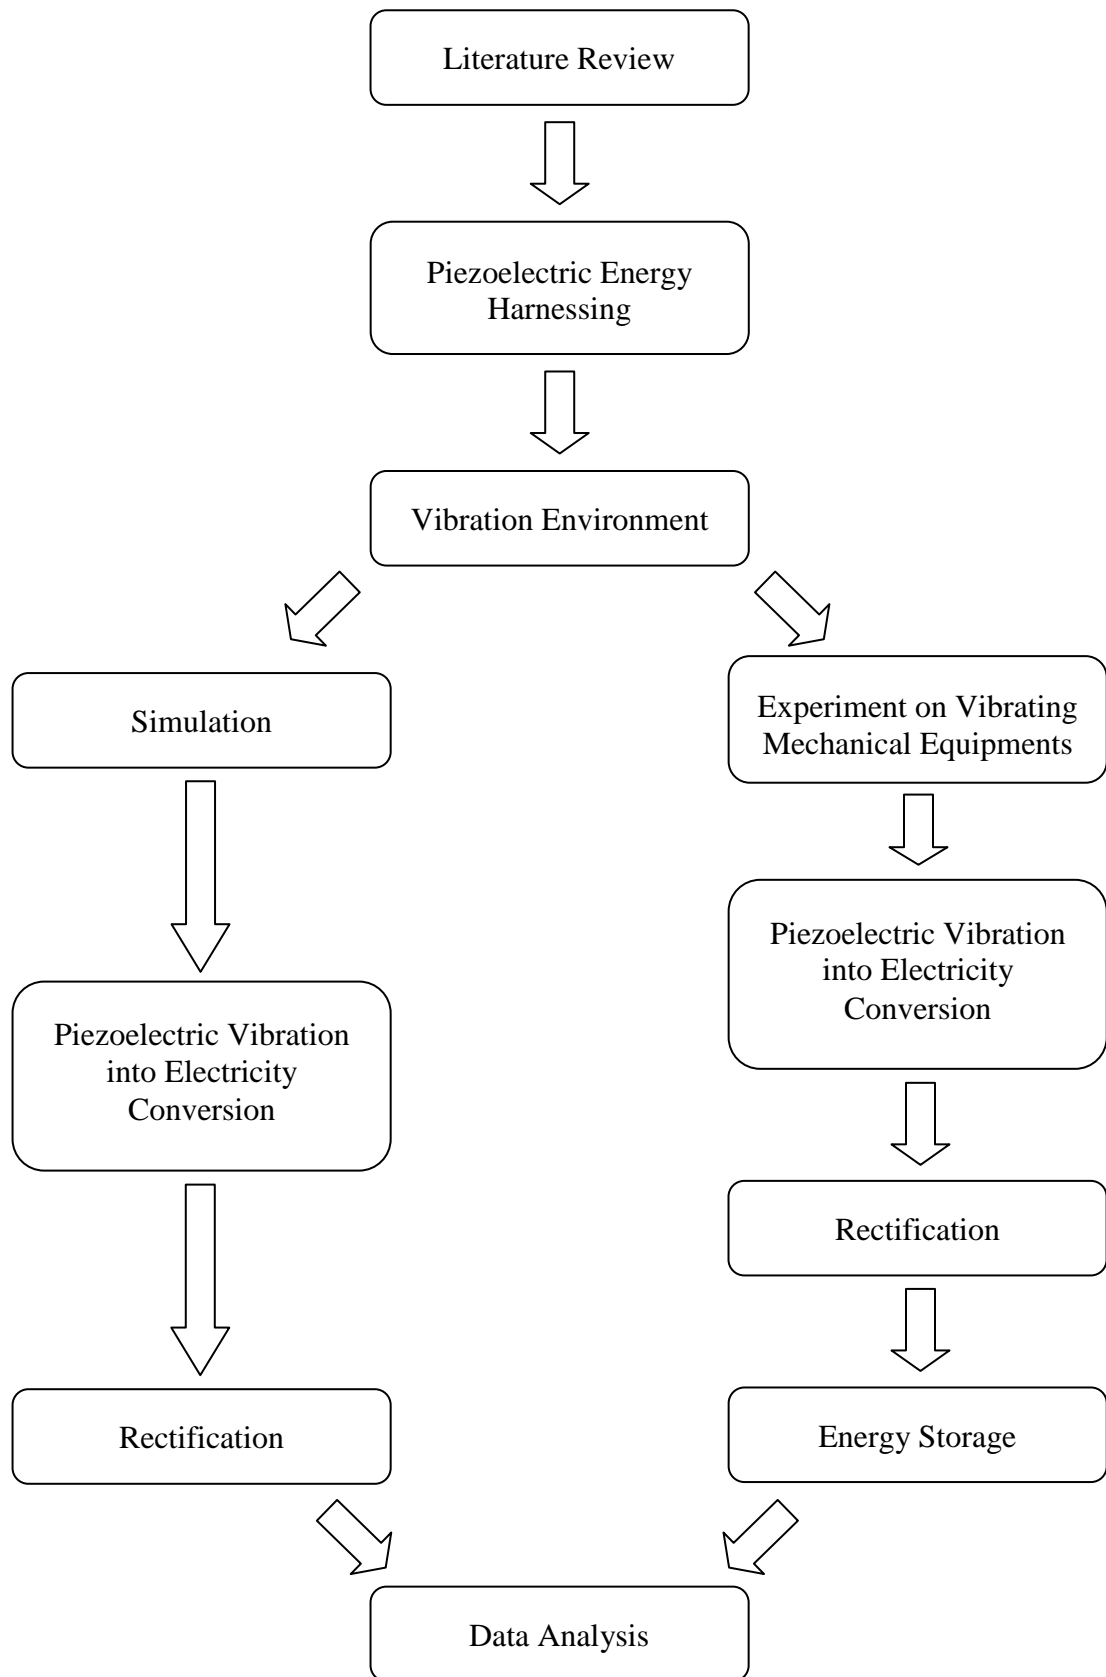 Literature Review
Piezoelectric Energy
Harnessing
Vibration Environment
Simulation
Piezoelectric Vibration
into Electricity
Conversion
Rectification
Experiment on Vibrating
Mechanical Equipments
Piezoelectric Vibration
into Electricity
Conversion
Rectification
Energy Storage
Data Analysis